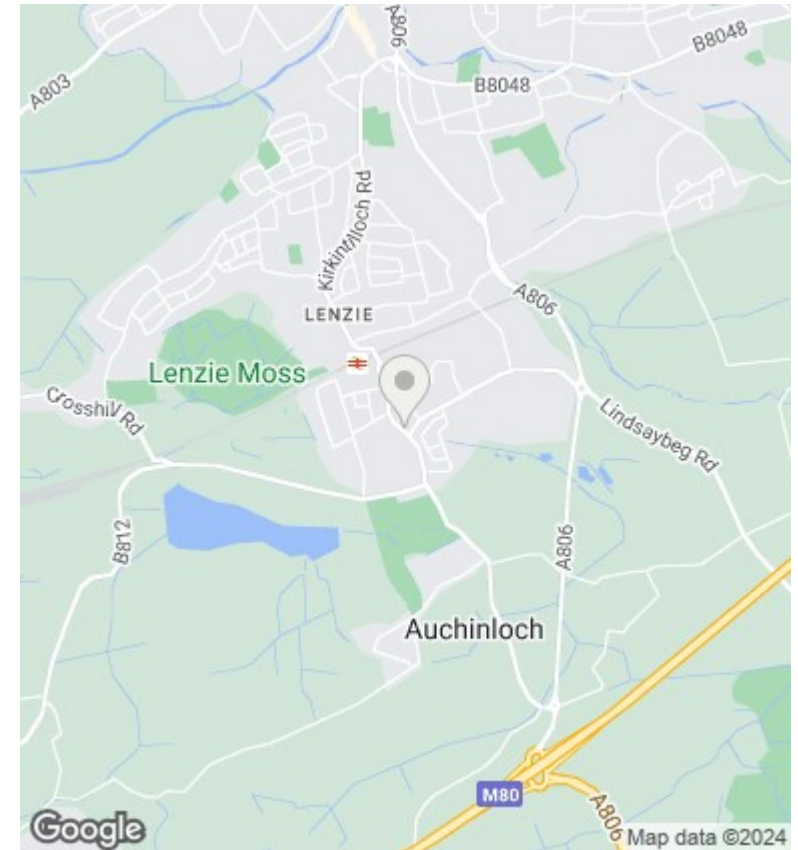 A806
B8048
A803
B8048
Kirkintilloch Rd
A806
LENZIE
Lenzie Moss
Crosshill Rd
Lindsaybeg Rd
B812
A806
Auchinloch
M80
A806
Google
Map data ©2024